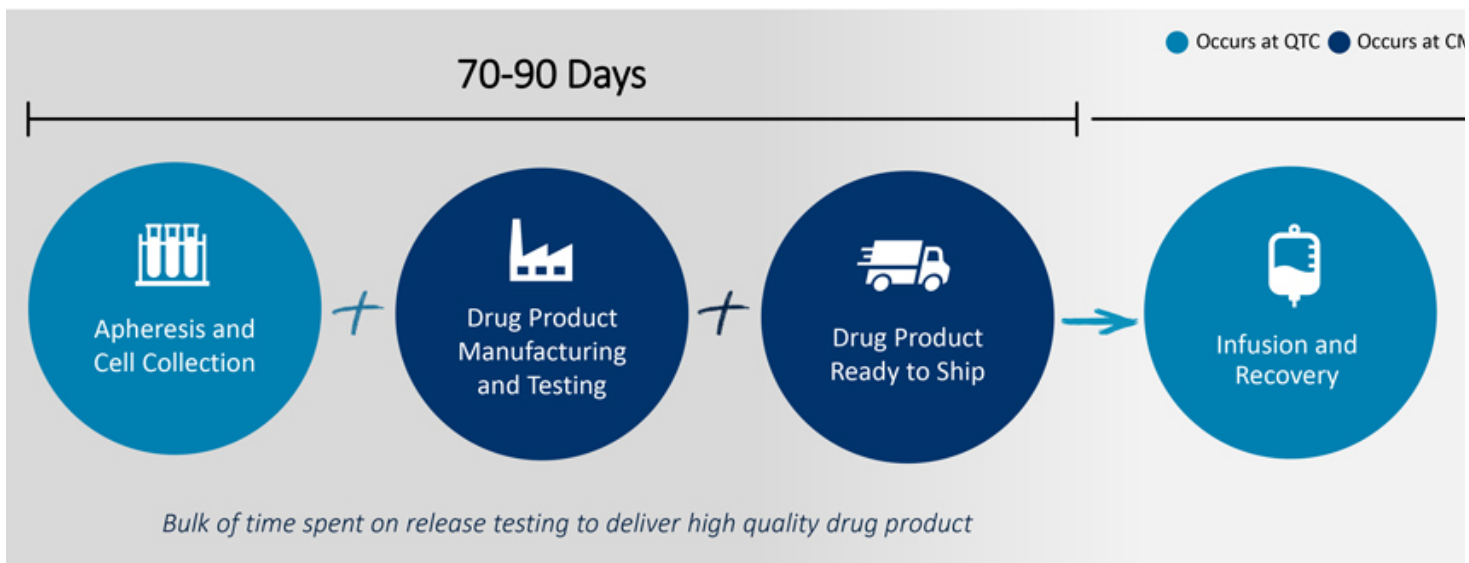 Occurs at QTC Occurs at CM
70-90 Days
Apheresis and
Cell Collection
Drug Product
Manufacturing
and Testing
Drug Product
Ready to Ship
Infusion and
Recovery
Bulk of time spent on release testing to deliver high quality drug product